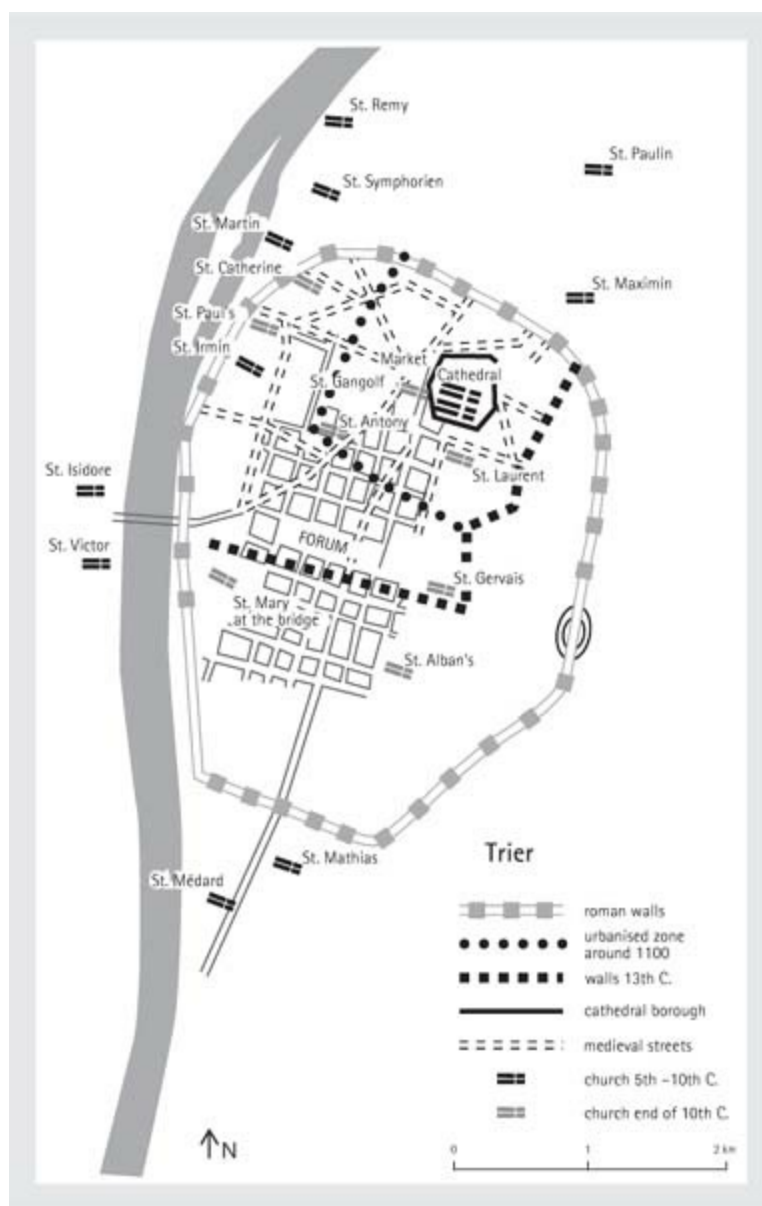 St. Remy
St. Paulin
St. Symphorien
St. Martin
St. Catherine
St. Maximin
St. Paul's
St. Irmin
Market
St. Gangolf
Cathedral
St. Antony
St. Isidore
St. Laurent
FORUM
St. Victor
St. Gervais
St. Mary
at the bridge
St. Alban's
St. Mathias
St. Médard
Trier
roman walls
urbanised zone
around 1100
walls 13th C.
cathedral borough
medieval streets
church 5th –10th C.
church end of 10th C.
N
0 1 2 km